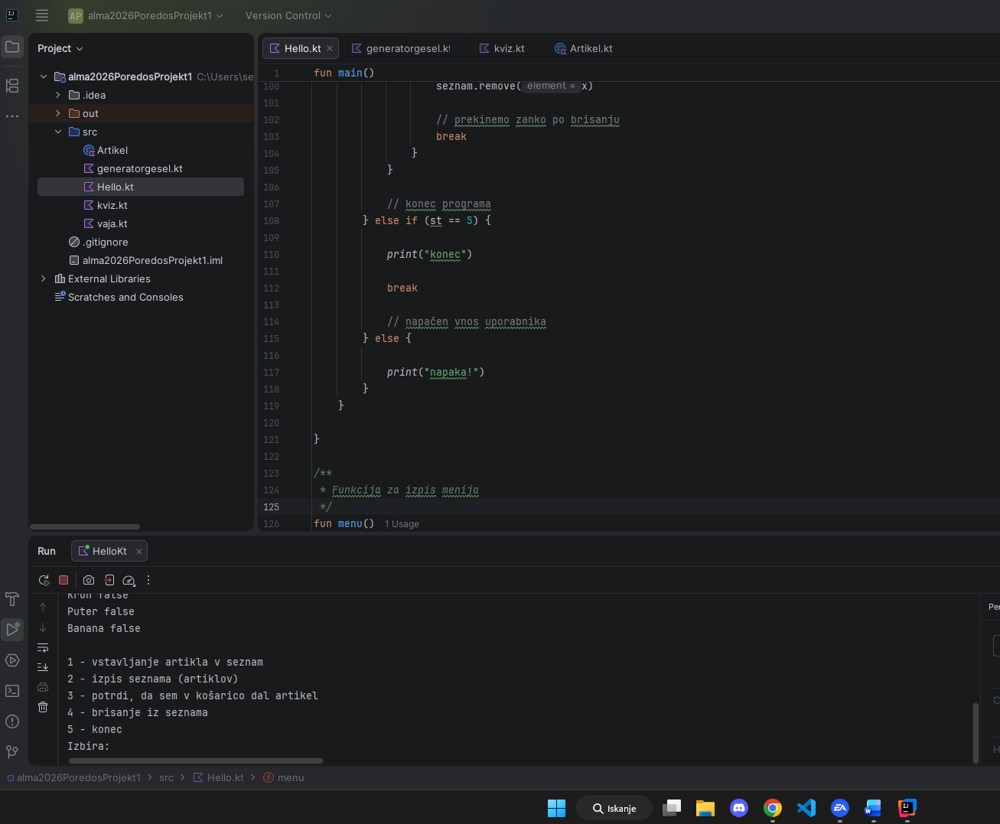 AP alma2026PoredosProjekt1 Version Control
Project
alma2026PoredosProjekt1 C:\Users\se
.idea
out
src
Artikel
generatorgesel.kt
Hello.kt
kviz.kt
vaja.kt
.gitignore
alma2026PoredosProjekt1.iml
External Libraries
Scratches and Consoles
Hello.kt generatorgesel.kt kviz.kt Artikel.kt
1 fun main()
100 seznam.remove( element = x)
101
102 // prekinemo zanko po brisanju
103 break
104 }
105 }
106
107 // konec programa
108 } else if (st == 5) {
109
110 print("konec")
111
112 break
113
114 // napačen vnos uporabnika
115 } else {
116
117 print("napaka!")
118 }
119 }
120
121 }
122
123 /**
124 * Funkcija za izpis menija
125 */
126 fun menu() 1 Usage
Run HelloKt
Kruh false
Puter false
Banana false
1 - vstavljanje artikla v seznam
2 - izpis seznama (artiklov)
3 - potrdi, da sem v košarico dal artikel
4 - brisanje iz seznama
5 - konec
Izbira:
Per
alma2026PoredosProjekt1 > src > Hello.kt > menu
Iskanje